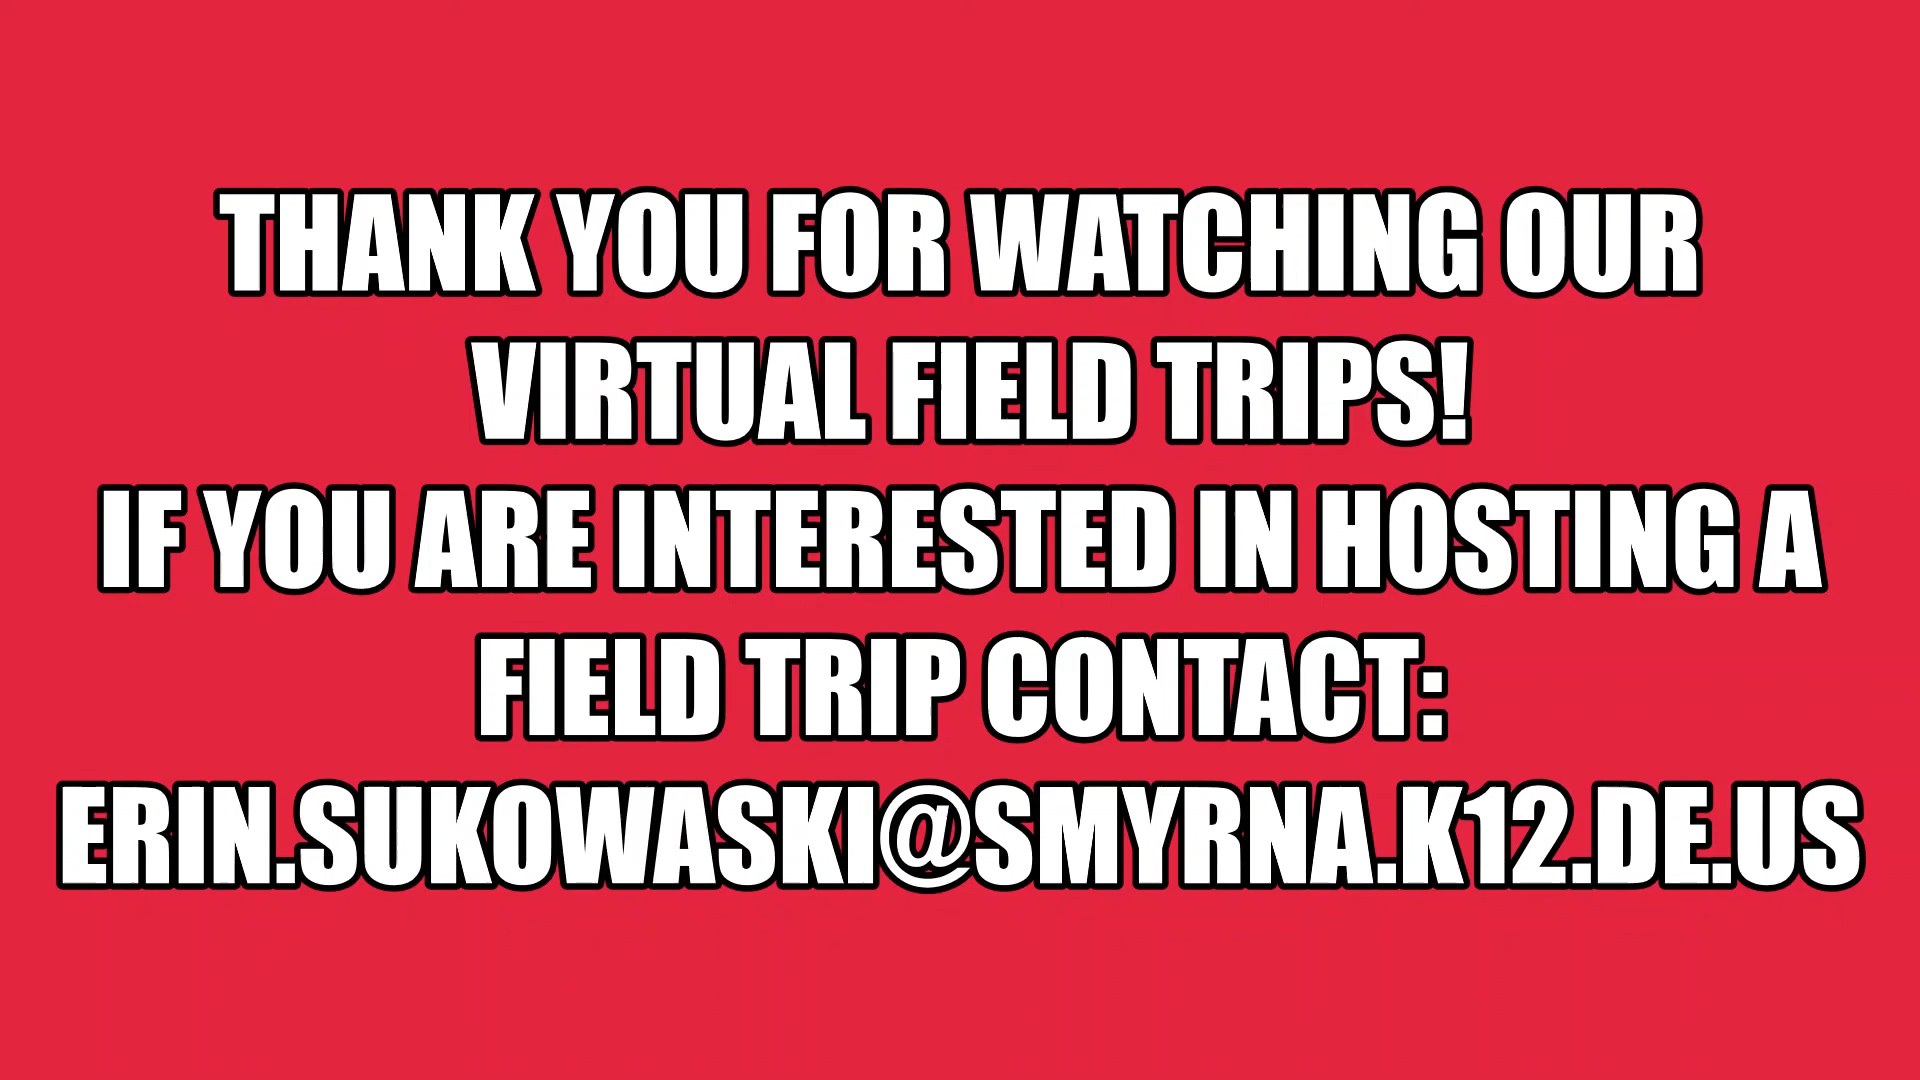 THANK YOU FOR WATCHING OUR
VIRTUAL FIELD TRIPS!
IF YOU ARE INTERESTED IN HOSTING A
FIELD TRIP CONTACT:
ERIN.SUKOWASKI@SMYRNA.K12.DE.US